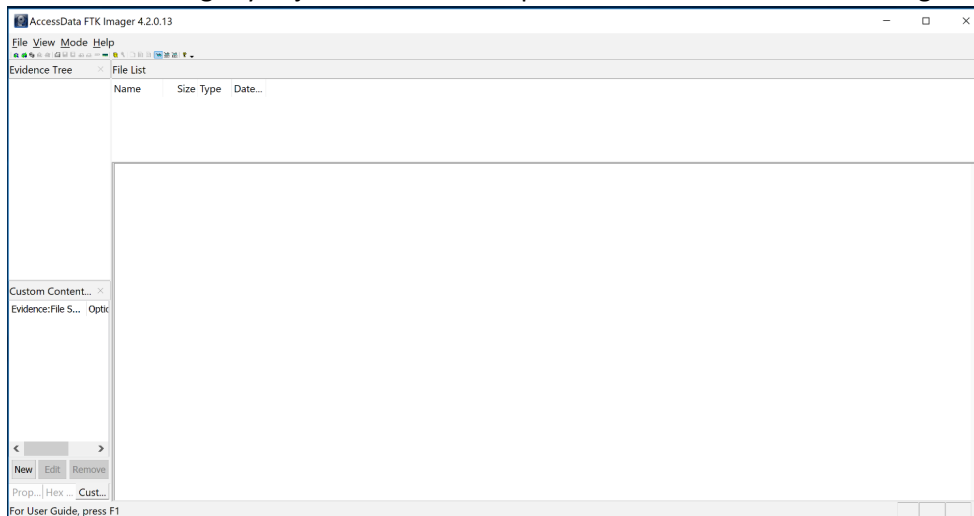 AccessData FTK Imager 4.2.0.13
File View Mode Help
Evidence Tree
File List
Name Size Type Date...
Custom Content...
Evidence:File S... Optic
New Edit Remove
Prop... Hex ... Cust...
For User Guide, press F1